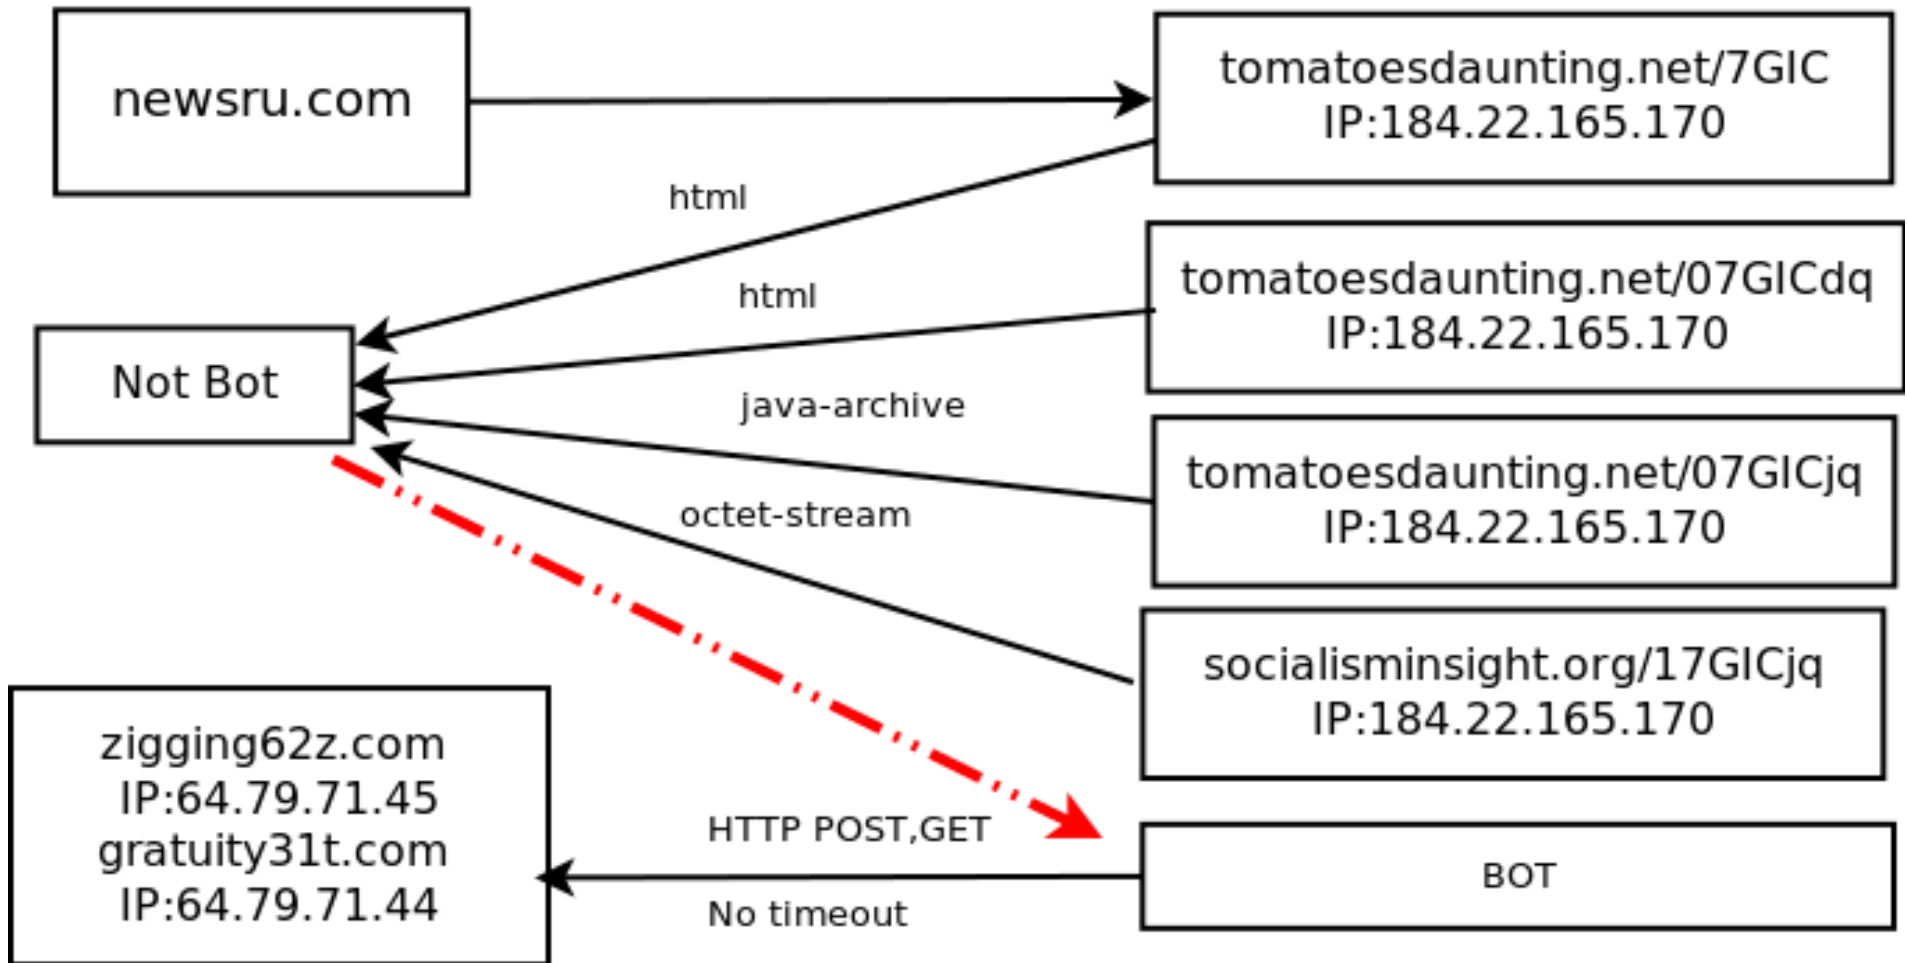 newsru.com
tomatoesdaunting.net/7GIC
IP:184.22.165.170
html
html
tomatoesdaunting.net/07GICdq
IP:184.22.165.170
Not Bot
java-archive
tomatoesdaunting.net/07GICjq
IP:184.22.165.170
octet-stream
socialisminsight.org/17GICjq
IP:184.22.165.170
zigging62z.com
IP:64.79.71.45
gratuity31t.com
IP:64.79.71.44
HTTP POST,GET
No timeout
BOT